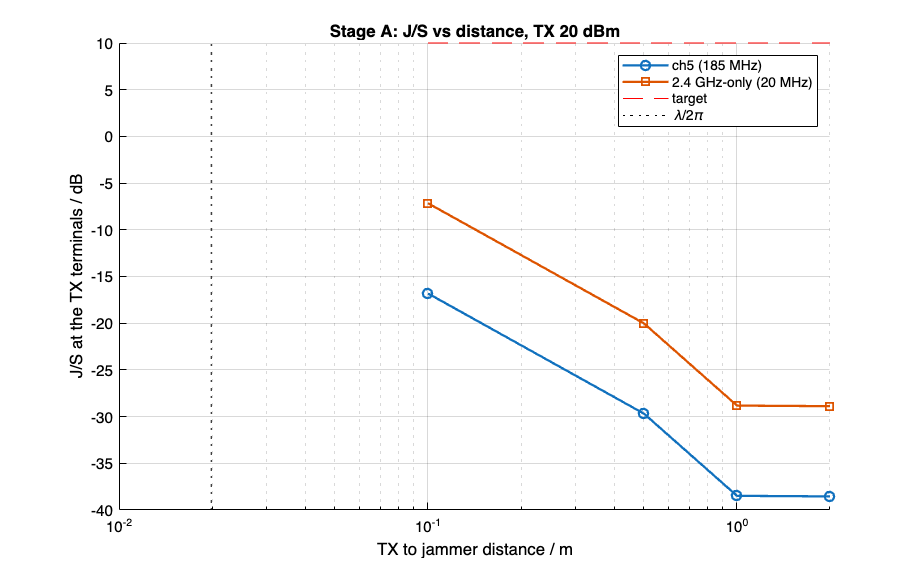 Stage A: J/S vs distance, TX 20 dBm
J/S at the TX terminals / dB
10
5
0
-5
-10
-15
-20
-25
-30
-35
-40
ch5 (185 MHz)
2.4 GHz-only (20 MHz)
target
λ/2π
10⁻²
10⁻¹
10⁰
TX to jammer distance / m